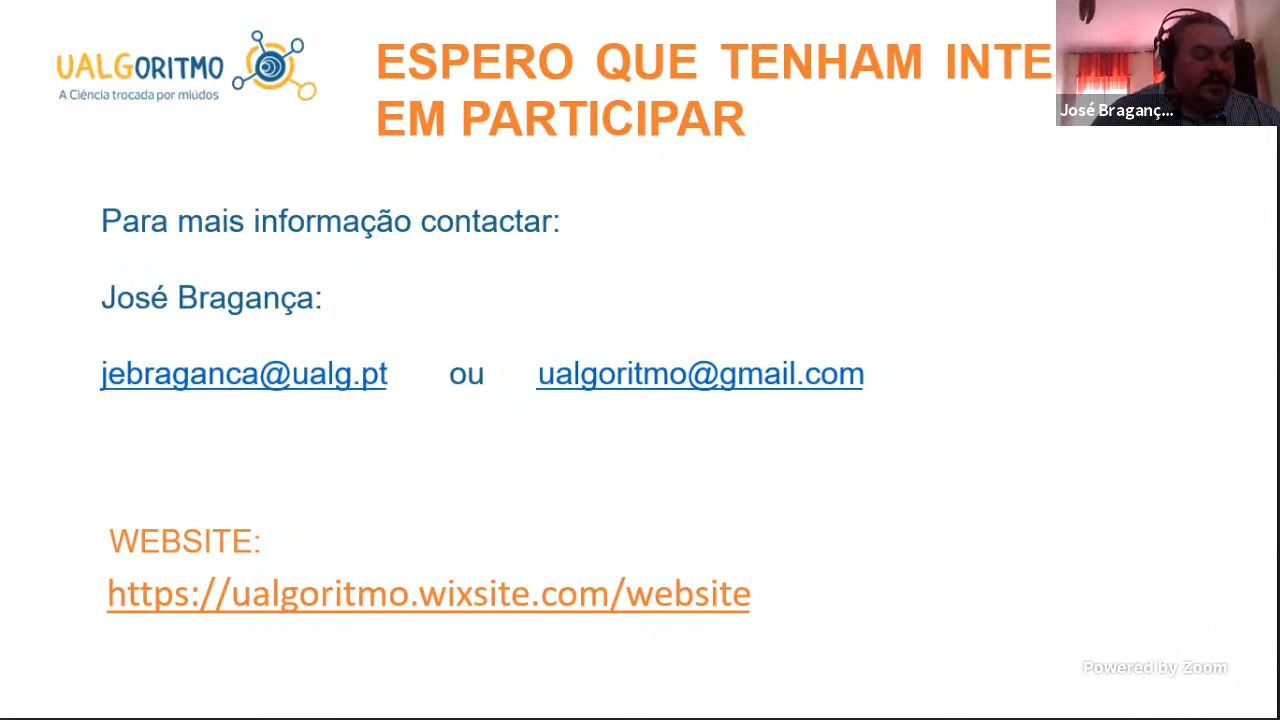 UALGORITMO
A Ciência trocada por miúdos
ESPERO QUE TENHAM INTE
EM PARTICIPAR
José Braganç...
Para mais informação contactar:
José Bragança:
jebraganca@ualg.pt ou ualgoritmo@gmail.com
WEBSITE:
https://ualgoritmo.wixsite.com/website
Powered by Zoom